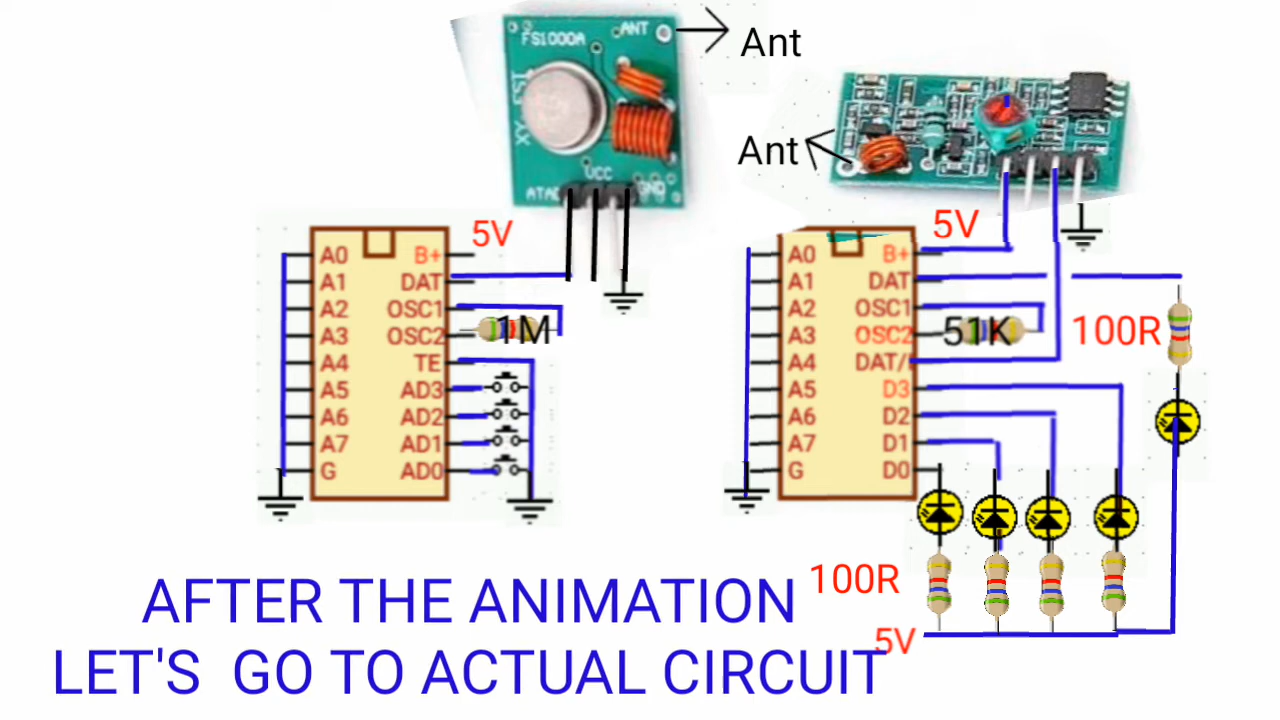 FS1000A
ANT
Ant
XY
VCC
ATAD
GND
Ant
5V
A0
B+
A1
DAT
A2
OSC1
A3
OSC2
1M
A4
TE
A5
AD3
A6
AD2
A7
AD1
G
AD0
5V
A0
B+
A1
DAT
A2
OSC1
A3
OSC2
51K
100R
A4
DAT/
A5
D3
A6
D2
A7
D1
G
D0
100R
5V
AFTER THE ANIMATION
LET'S GO TO ACTUAL CIRCUIT